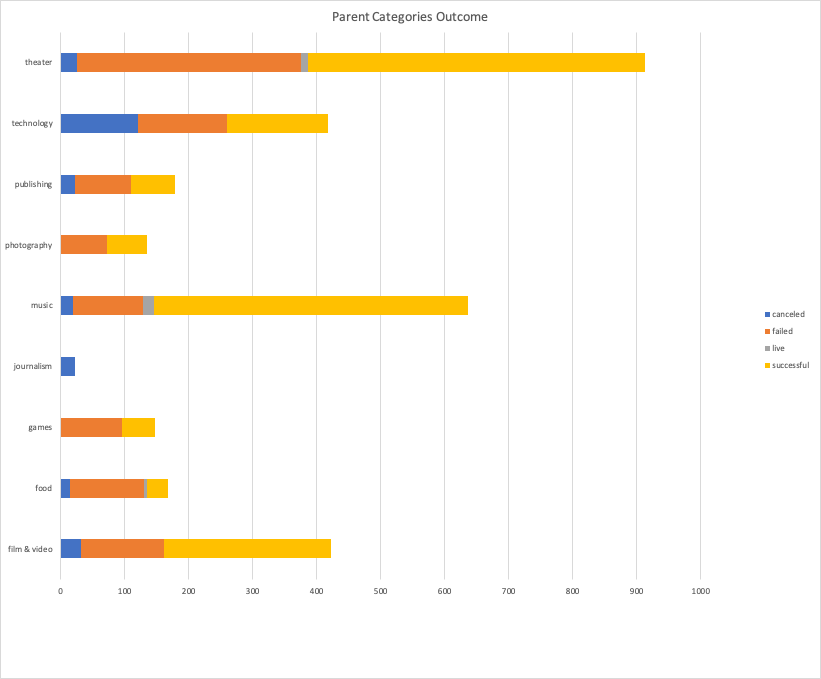 Parent Categories Outcome
theater
technology
publishing
photography
music
journalism
games
food
film & video
0 100 200 300 400 500 600 700 800 900 1000
canceled
failed
live
successful